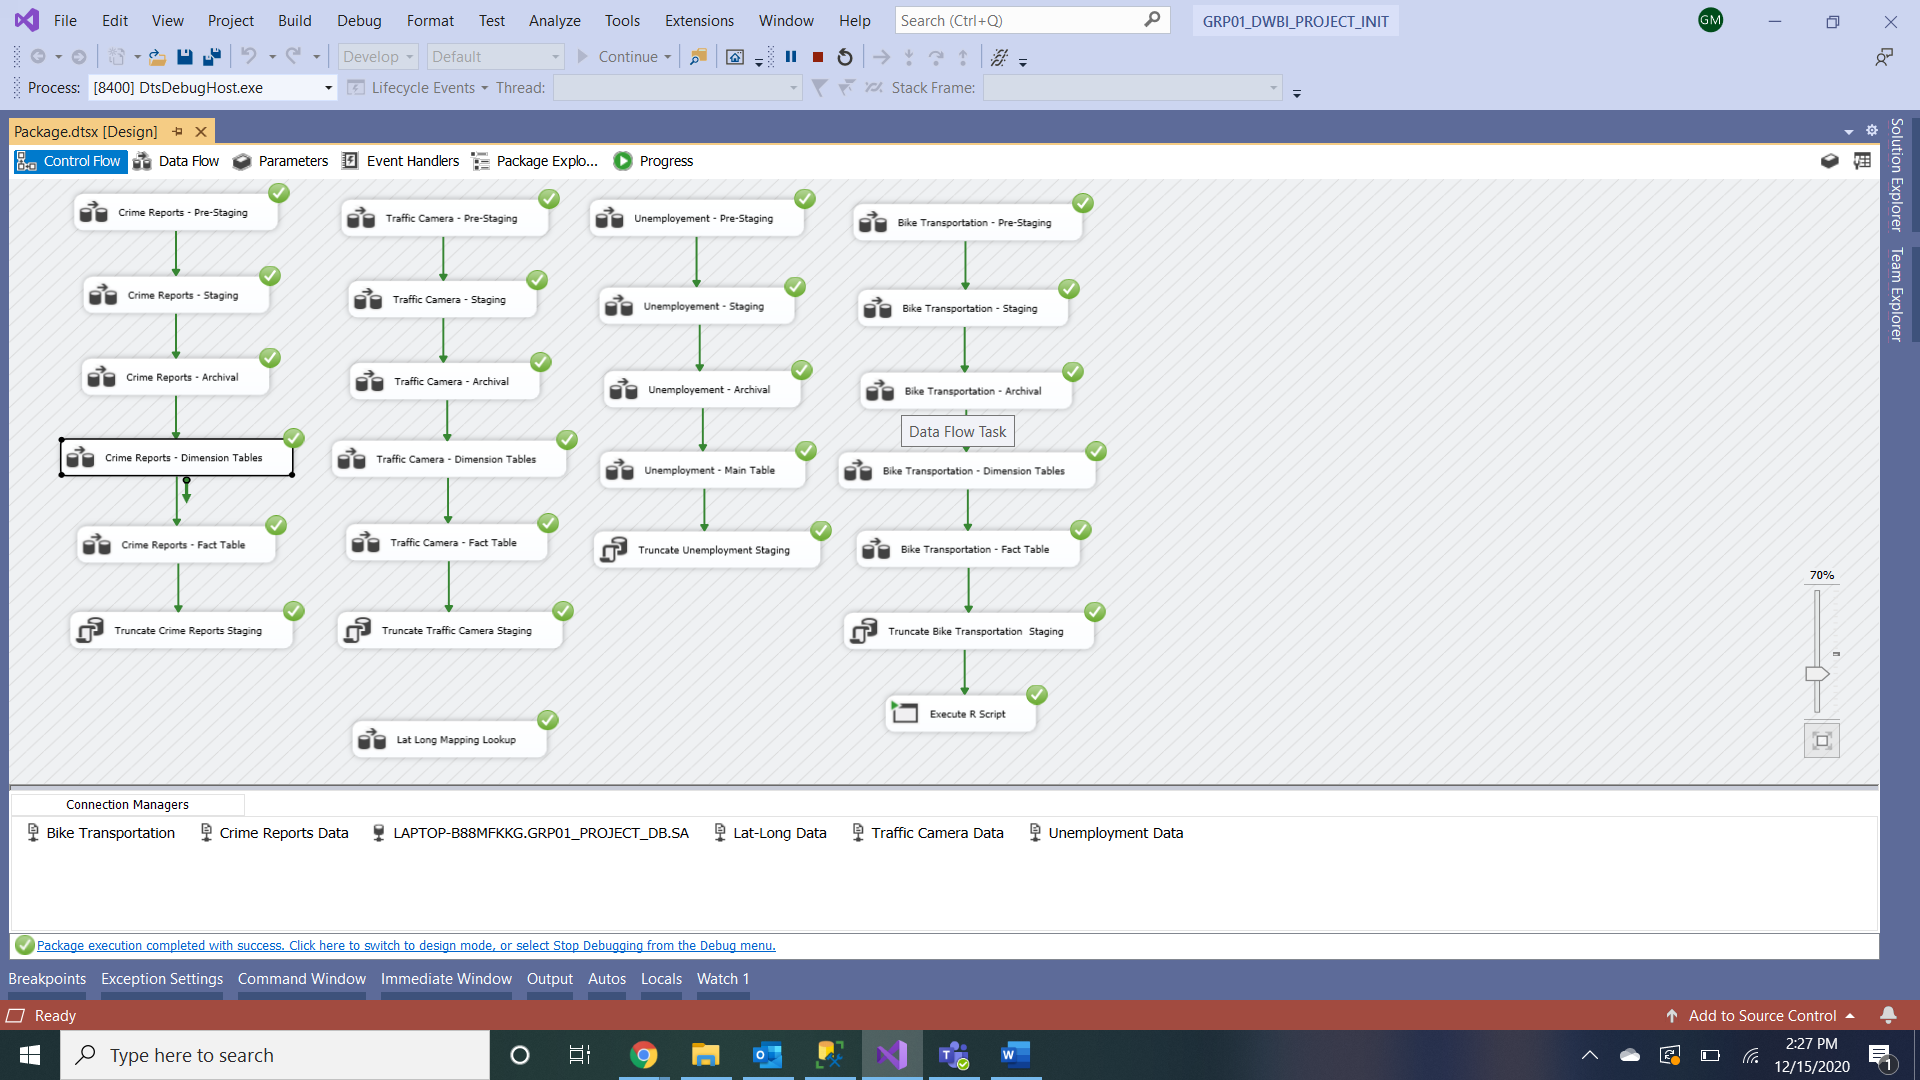 File Edit View Project Build Debug Format Test Analyze Tools Extensions Window Help Search (Ctrl+Q) GRP01_DWBI_PROJECT_INIT GM
Develop Default Continue
Process: [8400] DtsDebugHost.exe Lifecycle Events Thread: Stack Frame:
Package.dtsx [Design]
Control Flow Data Flow Parameters Event Handlers Package Explo... Progress
Solution Explorer
Team Explorer
Crime Reports - Pre-Staging
Crime Reports - Staging
Crime Reports - Archival
Crime Reports - Dimension Tables
Crime Reports - Fact Table
Truncate Crime Reports Staging
Traffic Camera - Pre-Staging
Traffic Camera - Staging
Traffic Camera - Archival
Traffic Camera - Dimension Tables
Traffic Camera - Fact Table
Truncate Traffic Camera Staging
Lat Long Mapping Lookup
Unemployement - Pre-Staging
Unemployement - Staging
Unemployement - Archival
Unemployment - Main Table
Truncate Unemployment Staging
Bike Transportation - Pre-Staging
Bike Transportation - Staging
Bike Transportation - Archival
Data Flow Task
Bike Transportation - Dimension Tables
Bike Transportation - Fact Table
Truncate Bike Transportation Staging
Execute R Script
70%
Connection Managers
Bike Transportation Crime Reports Data LAPTOP-B88MFKKG.GRP01_PROJECT_DB.SA Lat-Long Data Traffic Camera Data Unemployment Data
Package execution completed with success. Click here to switch to design mode, or select Stop Debugging from the Debug menu.
Breakpoints Exception Settings Command Window Immediate Window Output Autos Locals Watch 1
Ready Add to Source Control
Type here to search
2:27 PM
12/15/2020
1